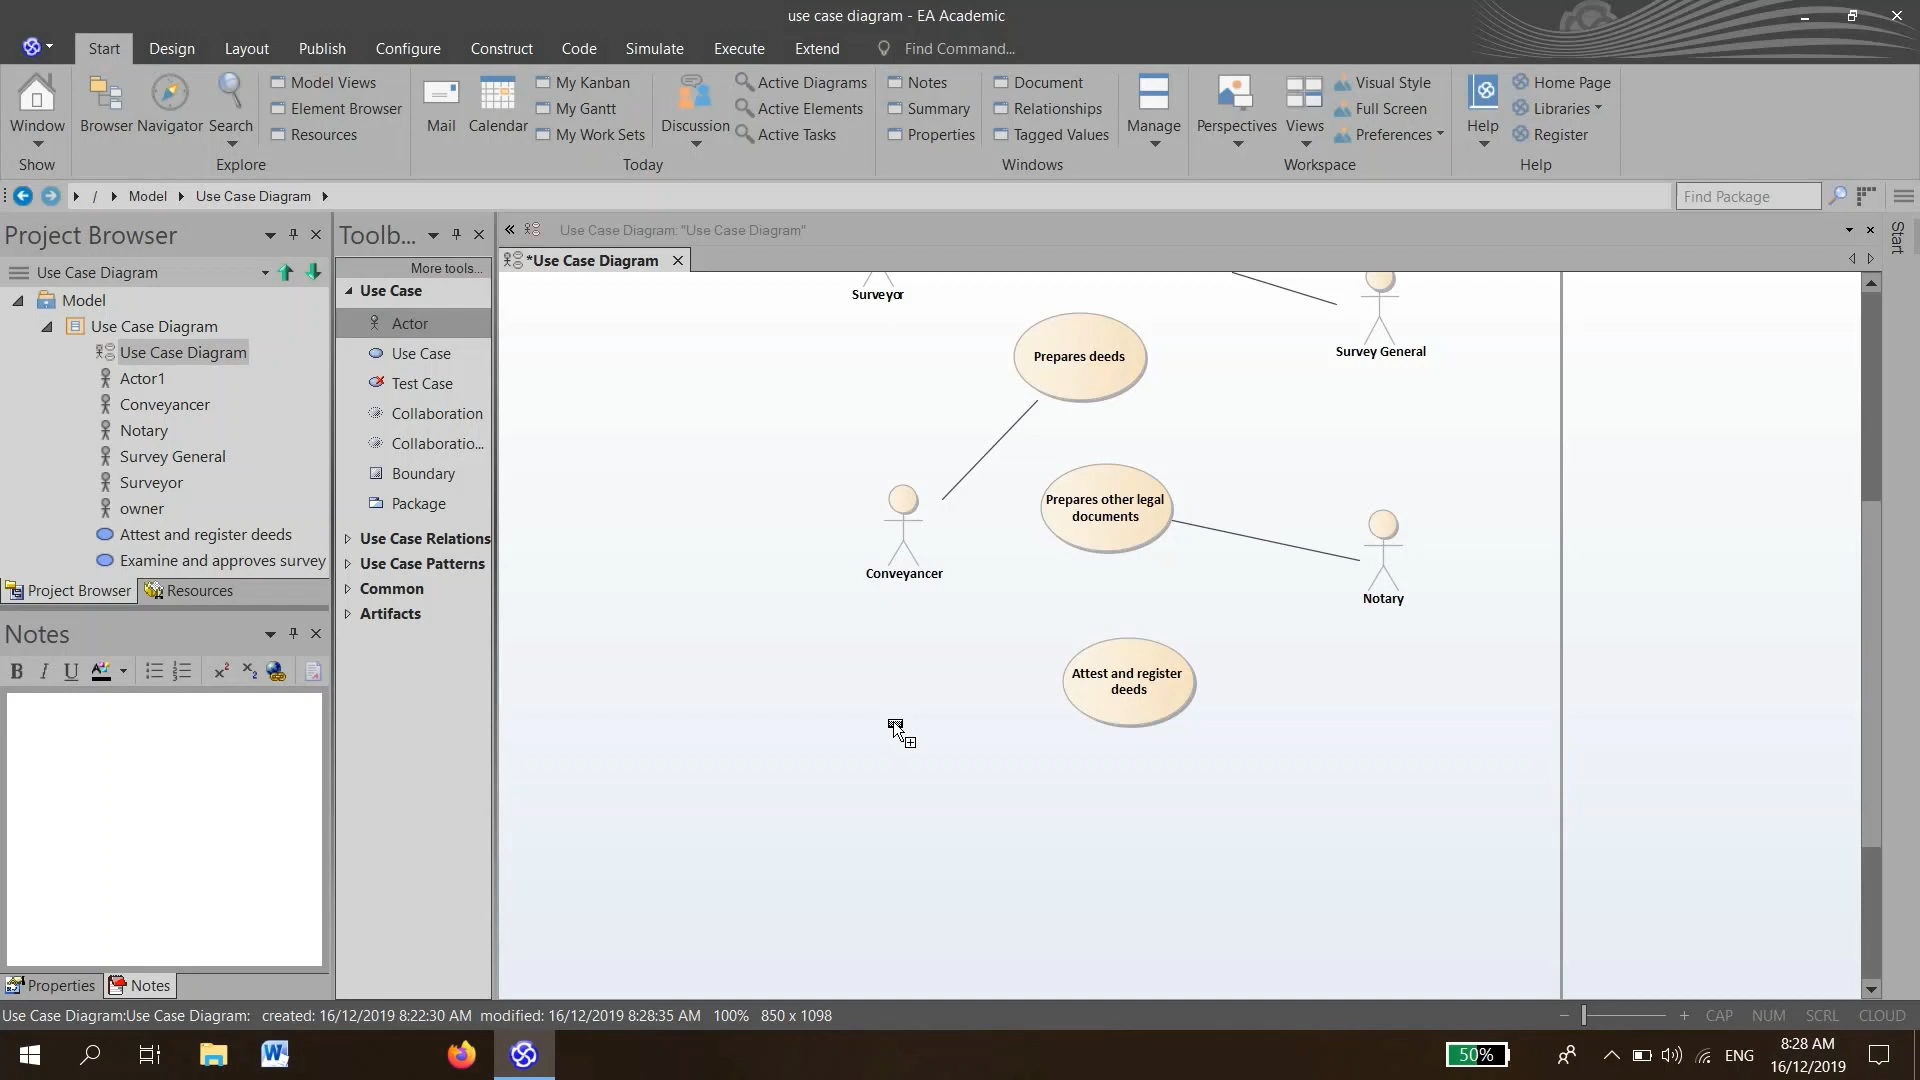 use case diagram - EA Academic
Start Design Layout Publish Configure Construct Code Simulate Execute Extend Find Command...
Window
Show
Browser Navigator Search
Model Views
Element Browser
Resources
Explore
Mail Calendar
My Kanban
My Gantt
My Work Sets
Discussion
Active Diagrams
Active Elements
Active Tasks
Today
Notes
Summary
Properties
Document
Relationships
Tagged Values
Windows
Manage
Perspectives Views
Visual Style
Full Screen
Preferences
Workspace
Help
Home Page
Libraries
Register
Help
/ Model Use Case Diagram
Find Package
Project Browser
Use Case Diagram
Model
Use Case Diagram
Use Case Diagram
Actor1
Conveyancer
Notary
Survey General
Surveyor
owner
Attest and register deeds
Examine and approves survey
Project Browser Resources
Notes
B I U
Properties Notes
Toolb...
More tools...
Use Case
Actor
Use Case
Test Case
Collaboration
Collaboratio...
Boundary
Package
Use Case Relations
Use Case Patterns
Common
Artifacts
Use Case Diagram: "Use Case Diagram"
*Use Case Diagram
Start
Surveyor
Survey General
Prepares deeds
Prepares other legal
documents
Conveyancer
Notary
Attest and register
deeds
Use Case Diagram:Use Case Diagram: created: 16/12/2019 8:22:30 AM modified: 16/12/2019 8:28:35 AM 100% 850 x 1098
CAP NUM SCRL CLOUD
50%
ENG
8:28 AM
16/12/2019